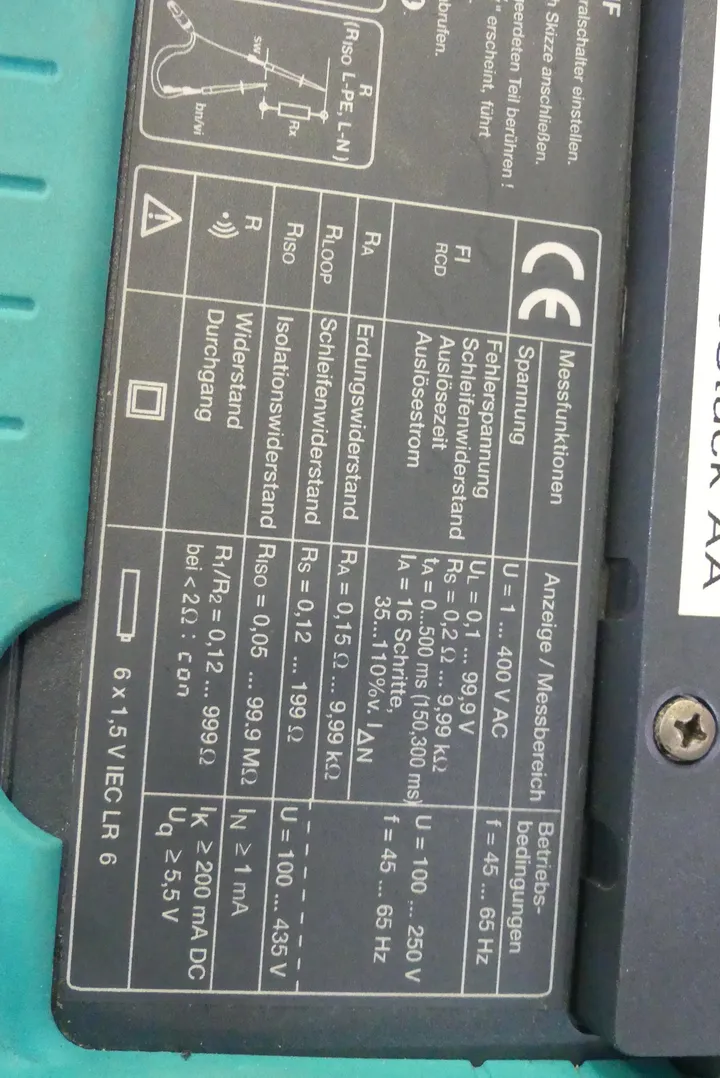 IF
ralschalter einstellen.
h Skizze anschließen.
geerdeten Teil berühren !
" erscheint, führt
brufen.
R
(RISO L-PE, L-N)
sw
Rx
bn/vi
CE
Messfunktionen
Anzeige / Messbereich
Betriebs-
bedingungen
Spannung
U = 1 ... 400 V AC
f = 45 ... 65 Hz
FI
RCD
Fehlerspannung
Schleifenwiderstand
Auslösezeit
Auslösestrom
UL = 0,1 ... 99,9 V
RS = 0,2 Ω ... 9,99 kΩ
tA = 0...500 ms (150,300 ms)
IA = 16 Schritte,
35...110%v. I∆N
U = 100 ... 250 V
f = 45 ... 65 Hz
RA
Erdungswiderstand
RA = 0,15 Ω ... 9,99 kΩ
RLOOP
Schleifenwiderstand
RS = 0,12 ... 199 Ω
U = 100 ... 435 V
RISO
Isolationswiderstand
RISO = 0,05 ... 99.9 MΩ
IN ≥ 1 mA
R
Widerstand
Durchgang
R1/R2 = 0,12 ... 999 Ω
bei < 2 Ω : con
IK ≥ 200 mA DC
Uq ≥ 5,5 V
6 x 1,5 V IEC LR 6